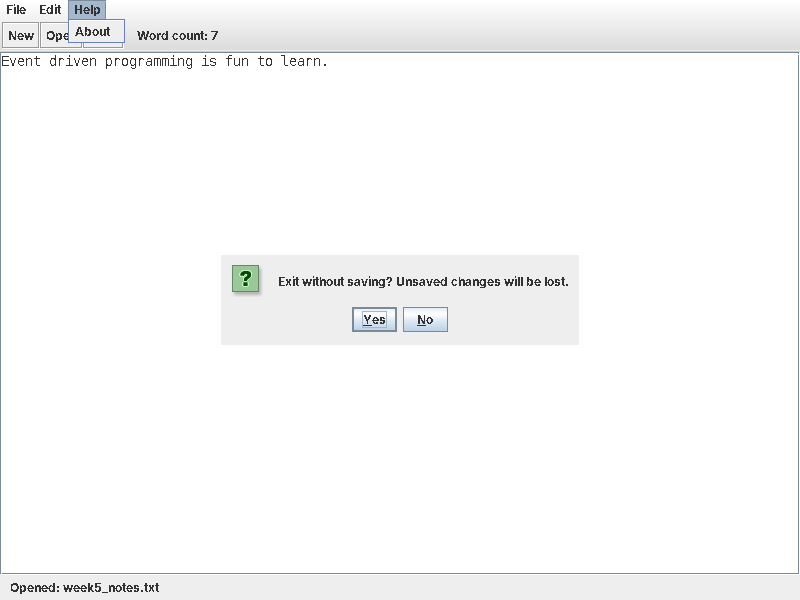 File Edit Help
About
New Ope Word count: 7
Event driven programming is fun to learn.
? Exit without saving? Unsaved changes will be lost.
Yes No
Opened: week5_notes.txt